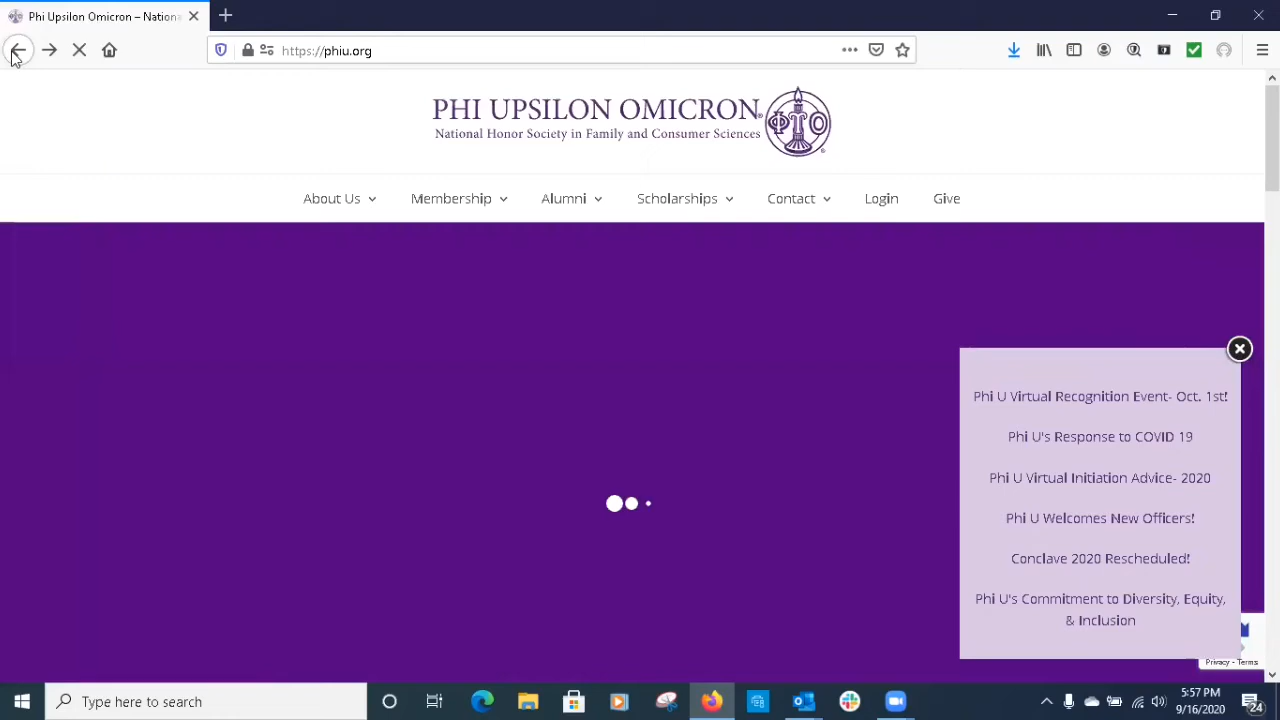 Phi Upsilon Omicron – Nationa
https://phiu.org
PHI UPSILON OMICRON®
National Honor Society in Family and Consumer Sciences
ΦΥΟ
About Us
Membership
Alumni
Scholarships
Contact
Login
Give
Phi U Virtual Recognition Event- Oct. 1st!
Phi U's Response to COVID 19
Phi U Virtual Initiation Advice- 2020
Phi U Welcomes New Officers!
Conclave 2020 Rescheduled!
Phi U's Commitment to Diversity, Equity,
& Inclusion
Privacy - Terms
Type here to search
5:57 PM
9/16/2020
24